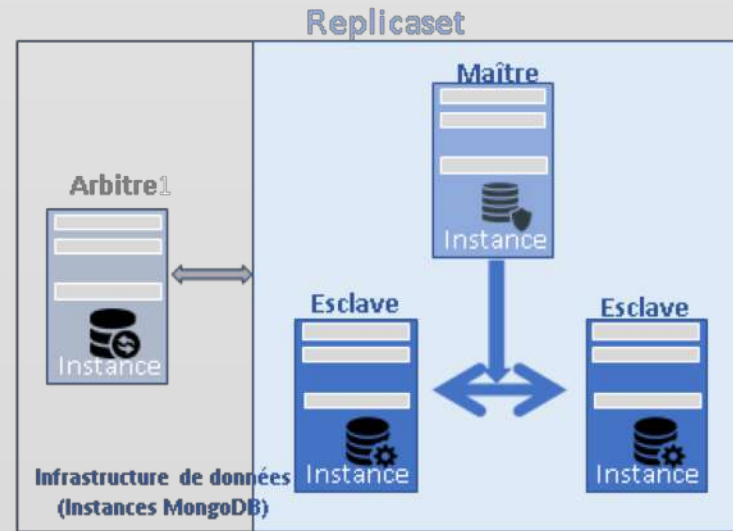 Replicaset
Maître
Instance
Arbitre1
Instance
Esclave
Instance
Esclave
Instance
Infrastructure de données
(Instances MongoDB)